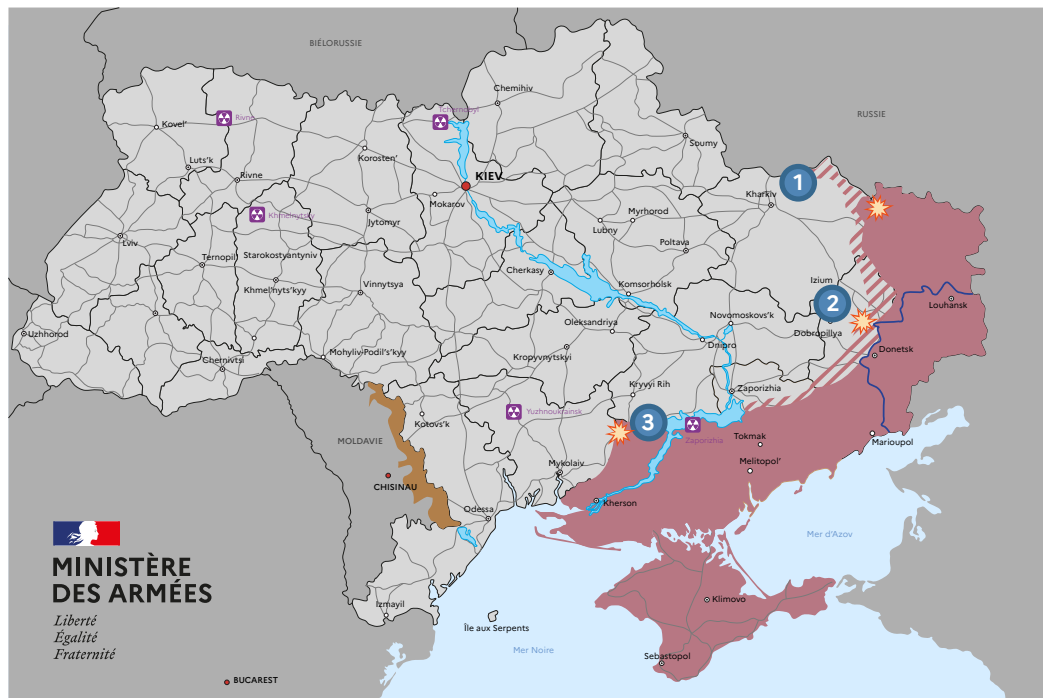 BIÉLORUSSIE
Chernihiv
Tchernobyl
RUSSIE
Rivne
Kovel'
Soumy
Korosten'
Luts'k
Rivne
KIEV
1
Kharkiv
Mokarov
Khmelnytsky
Jytomyr
Myrhorod
Lubny
Lviv
Poltava
Ternopil
Starokostyantyniv
Cherkasy
Izium
Khmel'nyts'kyy
Vinnytsya
Komsorholsk
2
Louhansk
Oleksandriya
Novomoskovs'k
Uzhhorod
Dobropillya
Dnipro
Mohyliv-Podil's'kyy
Kropyvnytskyi
Donetsk
Chernivtsi
Kryvyi Rih
Zaporizhia
Yuzhnoukrainsk
Kotovs'k
3
MOLDAVIE
Zaporizhia
Tokmak
Marioupol
Mykolaiv
Melitopol'
CHISINAU
Kherson
Odessa
Mer d'Azov
MINISTÈRE
DES ARMÉES
Liberté
Égalité
Fraternité
Izmayil
Klimovo
Île aux Serpents
Mer Noire
Sebastopol
BUCAREST